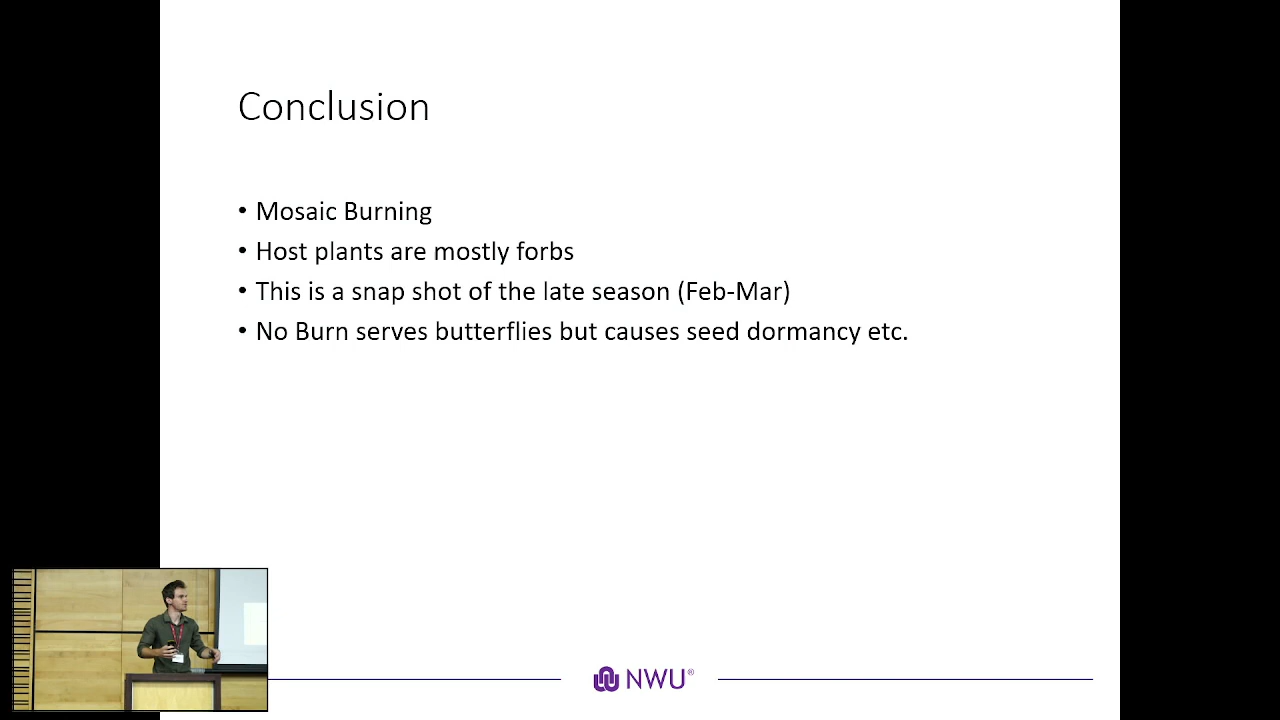 Conclusion
• Mosaic Burning
• Host plants are mostly forbs
• This is a snap shot of the late season (Feb-Mar)
• No Burn serves butterflies but causes seed dormancy etc.
NWU®